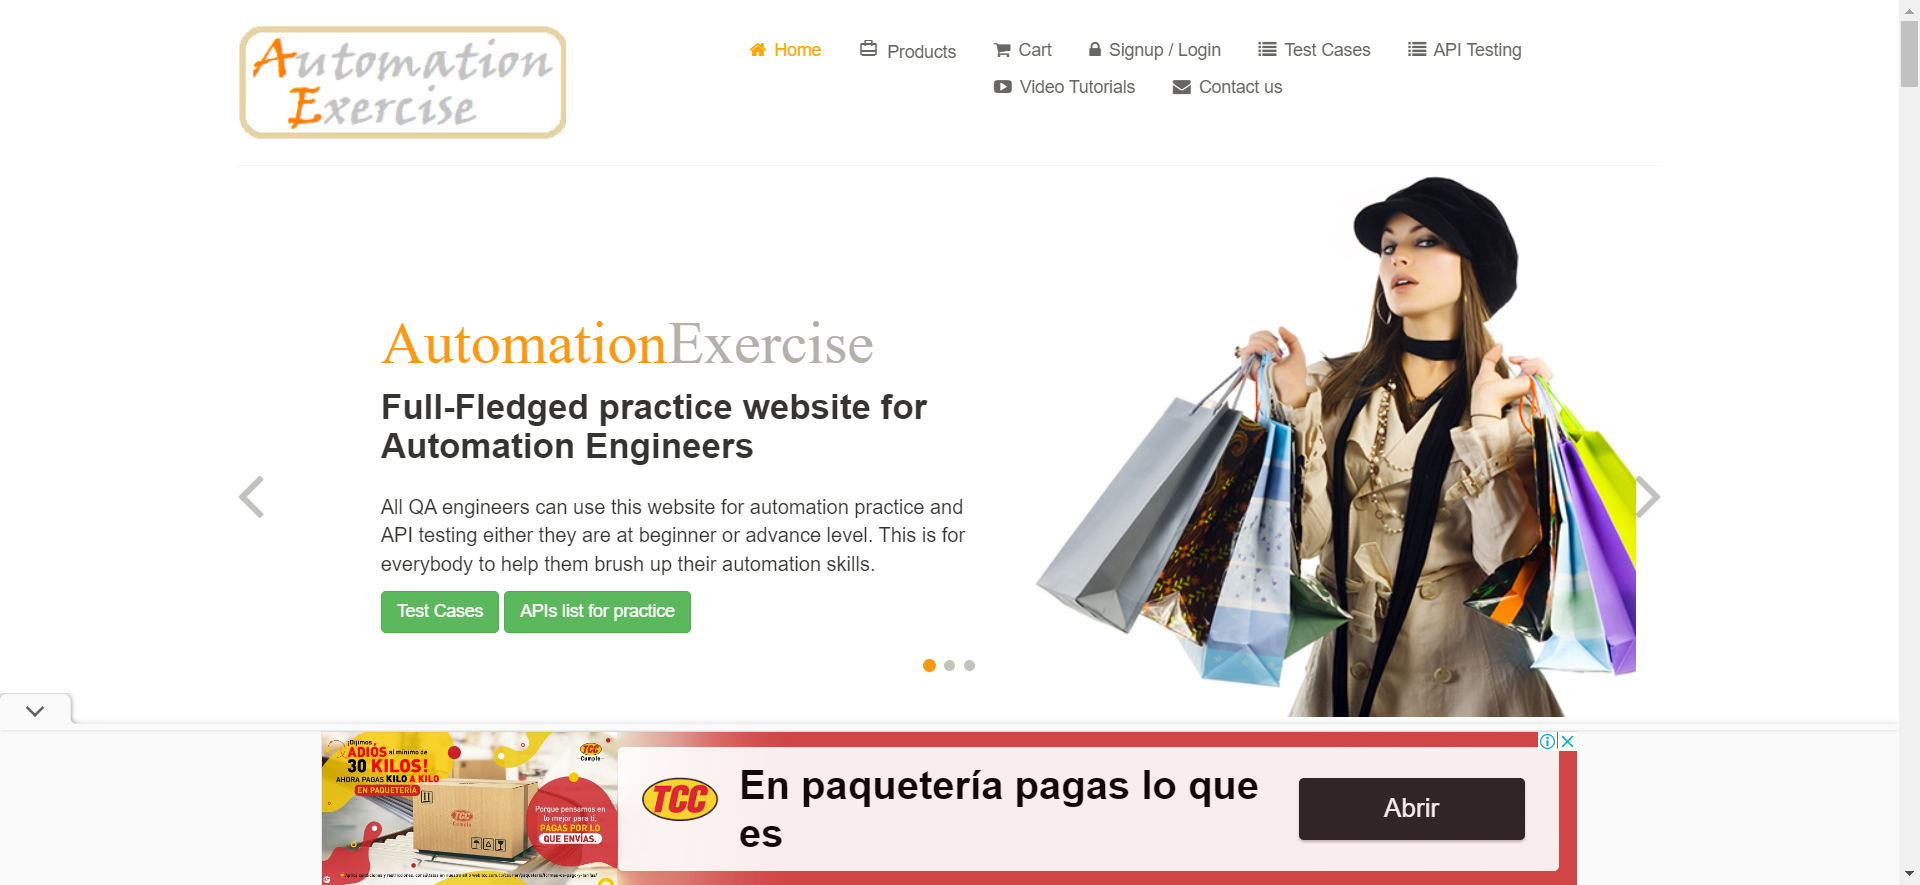 Automation
Exercise
Home
Products
Cart
Signup / Login
Test Cases
API Testing
Video Tutorials
Contact us
AutomationExercise
Full-Fledged practice website for
Automation Engineers
All QA engineers can use this website for automation practice and
API testing either they are at beginner or advance level. This is for
everybody to help them brush up their automation skills.
Test Cases
APIs list for practice
¡Dijimos
ADIÓS al mínimo de
30 KILOS!
AHORA PAGAS KILO A KILO
EN PAQUETERÍA
TCC
Cumple
TCC
Cumple
Porque pensamos en
lo mejor para ti,
PAGAS POR LO
QUE ENVÍAS.
TCC
En paquetería pagas lo que
es
Abrir